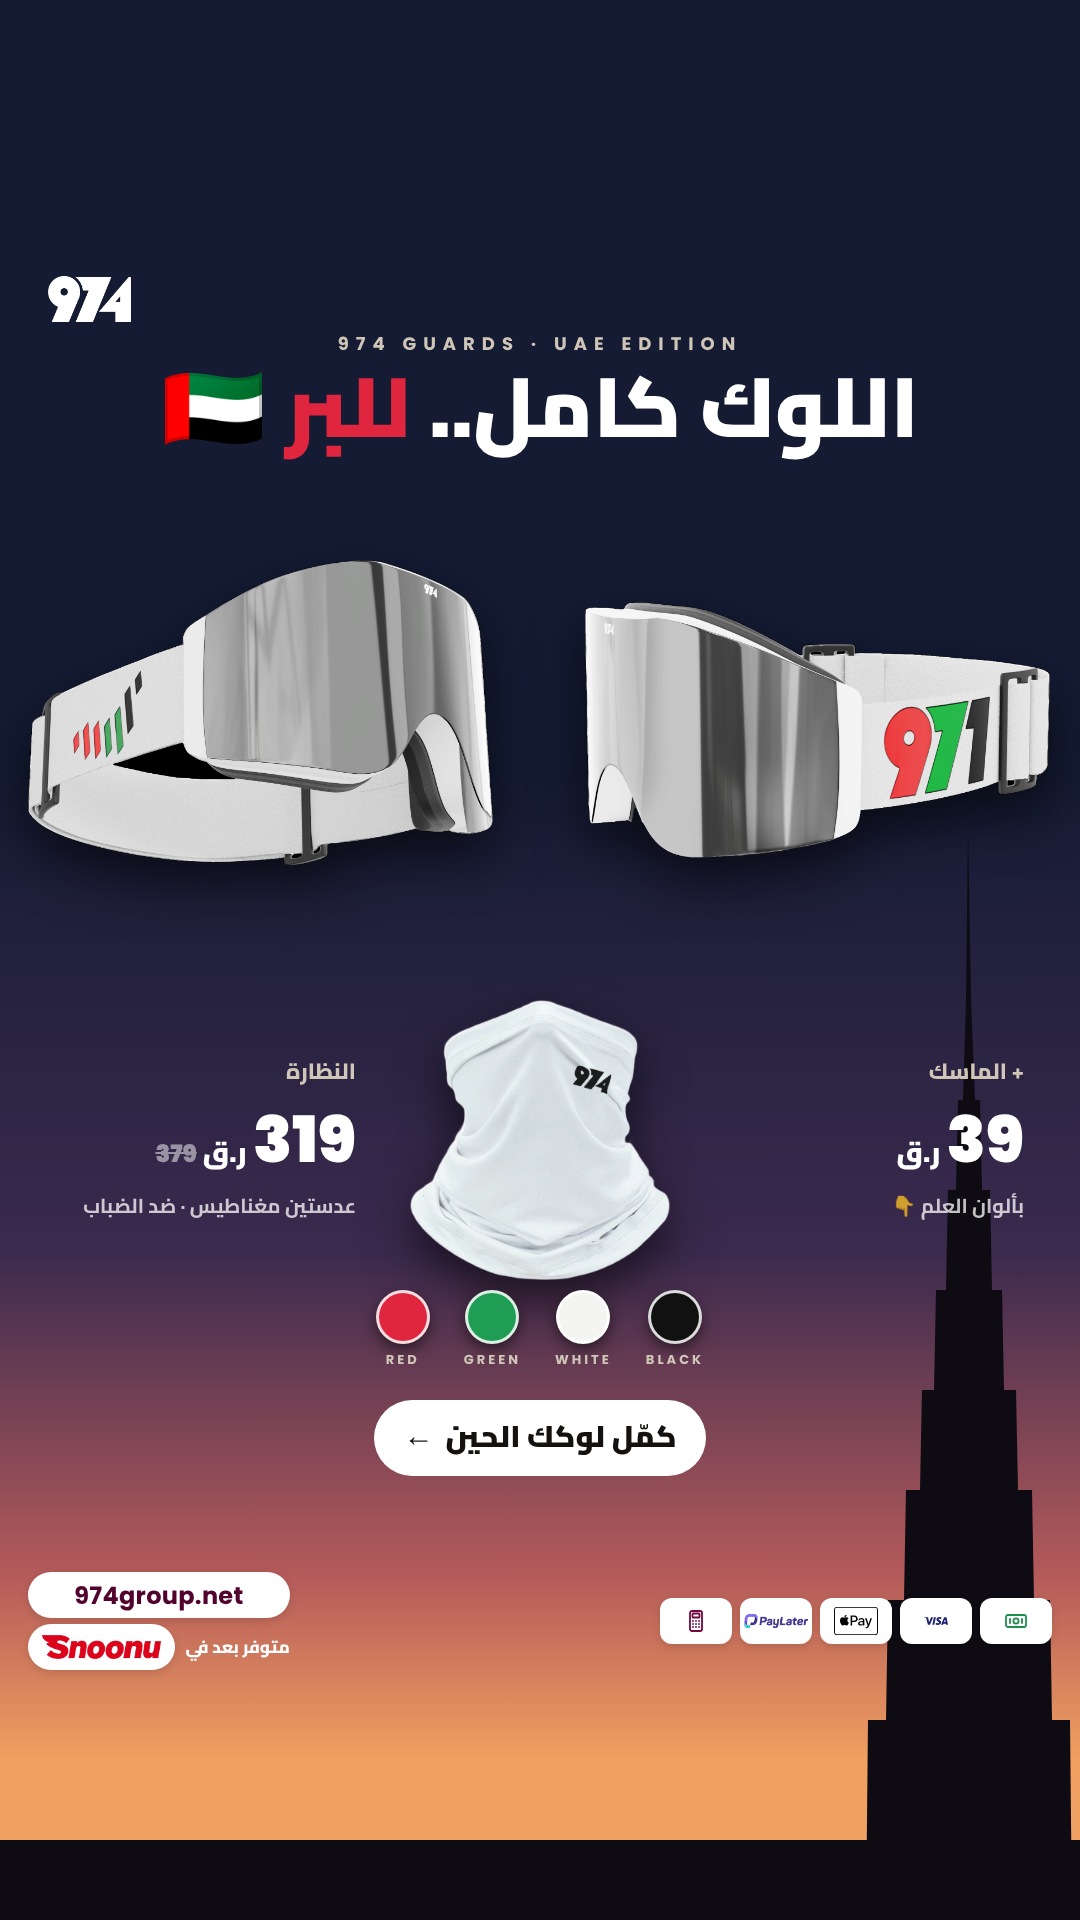 974
974 GUARDS · UAE EDITION
اللوك كامل.. للبر 🇦🇪
974
974
971
974
+ الماسك
39 ر.ق
بألوان العلم 👇
النظارة
319 ر.ق 379
عدستين مغناطيس · ضد الضباب
RED GREEN WHITE BLACK
كمّل لوكك الحين ←
974group.net
متوفر بعد في Snoonu
PayLater Pay VISA